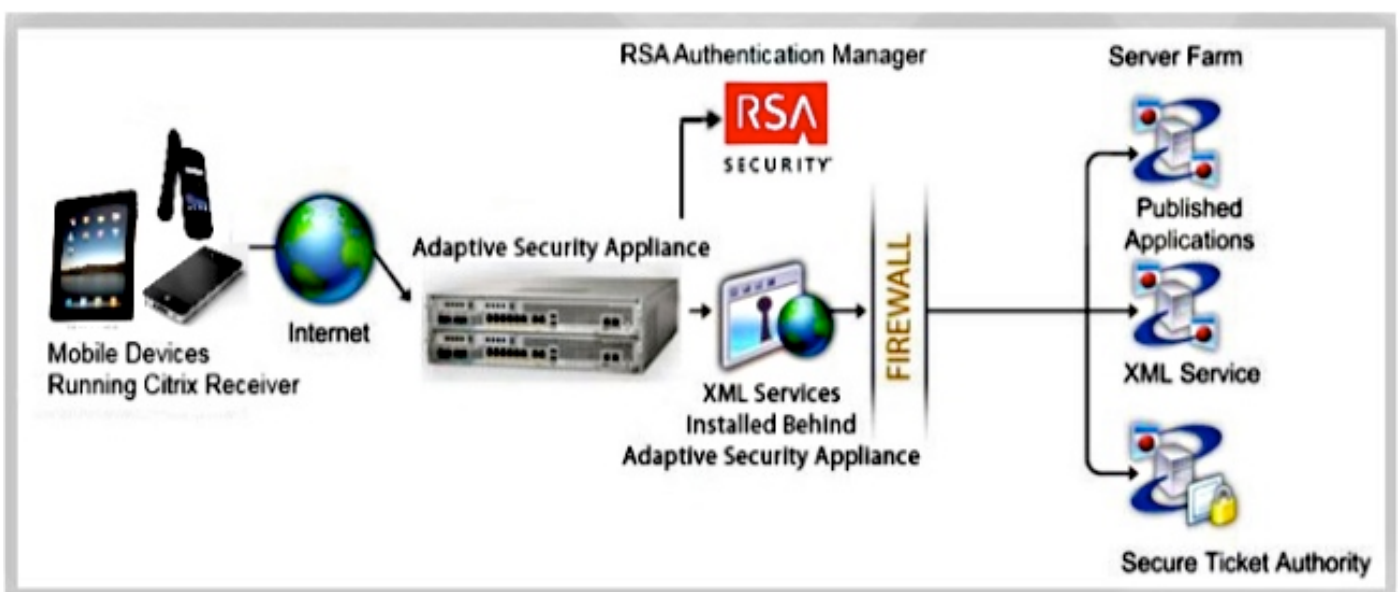 RSA Authentication Manager
Server Farm
RSA
SECURITY
Adaptive Security Appliance
Internet
Mobile Devices
Running Citrix Receiver
XML Services
Installed Behind
Adaptive Security Appliance
FIREWALL
Published
Applications
XML Service
Secure Ticket Authority